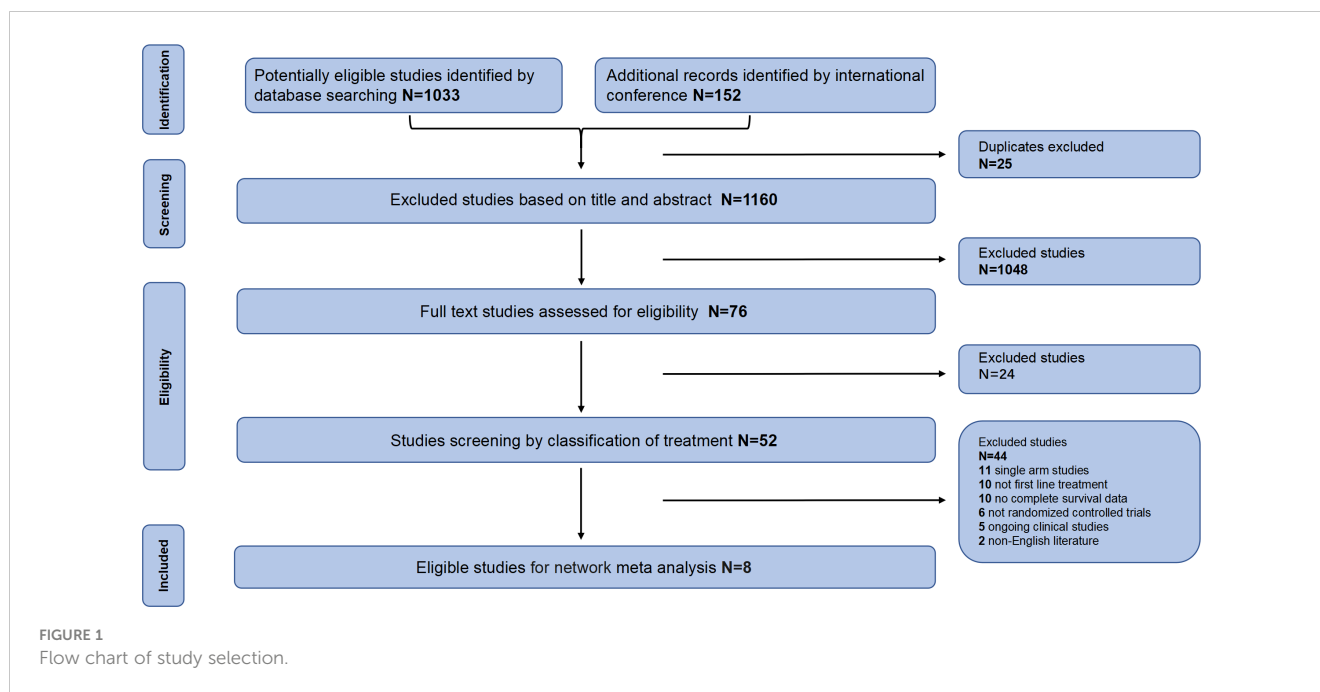 Identification
Potentially eligible studies identified by
database searching N=1033
Additional records identified by international
conference N=152
Duplicates excluded
N=25
Screening
Excluded studies based on title and abstract N=1160
Excluded studies
N=1048
Eligibility
Full text studies assessed for eligibility N=76
Excluded studies
N=24
Studies screening by classification of treatment N=52
Excluded studies
N=44
11 single arm studies
10 not first line treatment
10 no complete survival data
6 not randomized controlled trials
5 ongoing clinical studies
2 non-English literature
Included
Eligible studies for network meta analysis N=8
FIGURE 1
Flow chart of study selection.